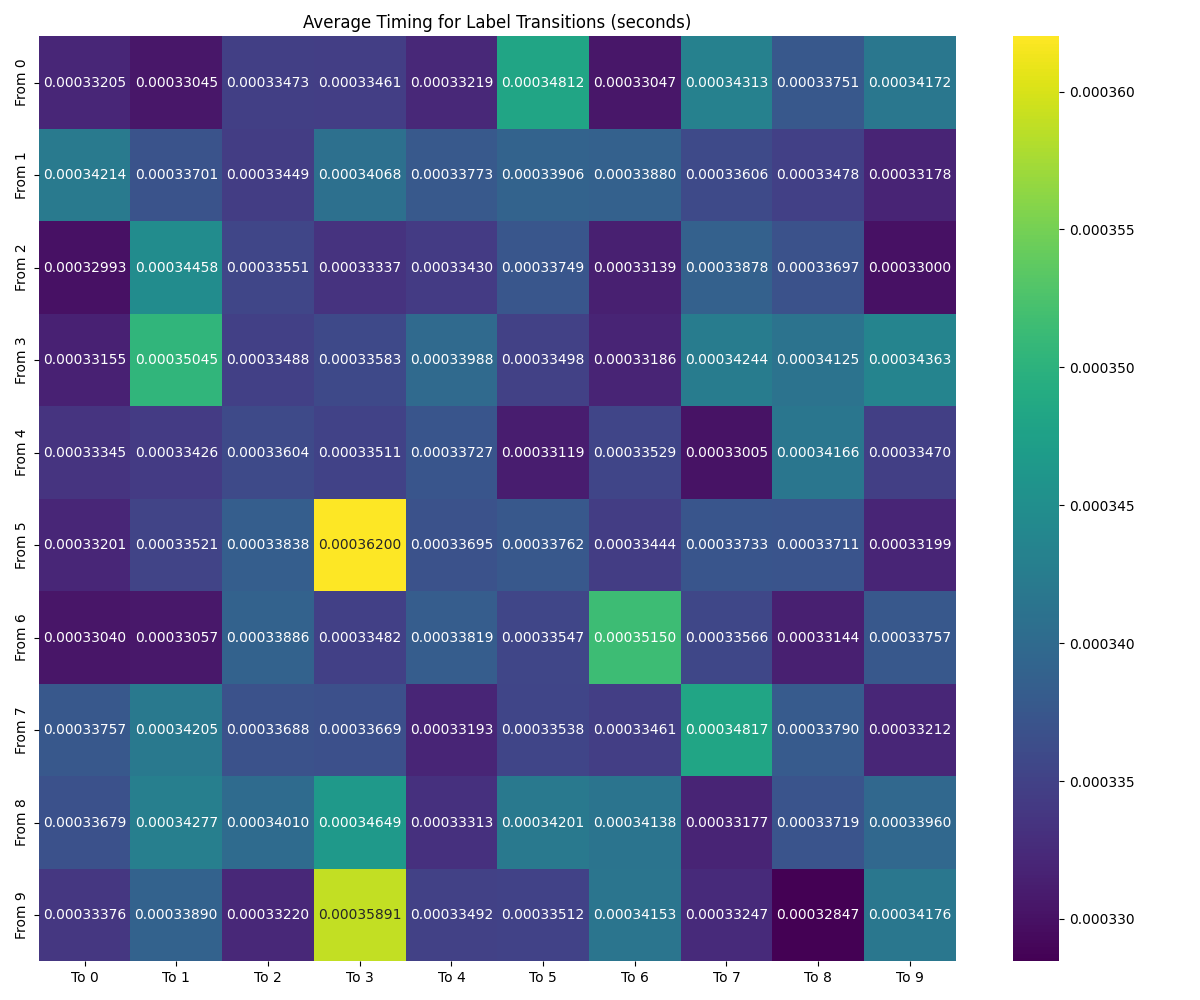 Average Timing for Label Transitions (seconds)
From 0 0.00033205 0.00033045 0.00033473 0.00033461 0.00033219 0.00034812 0.00033047 0.00034313 0.00033751 0.00034172
From 1 0.00034214 0.00033701 0.00033449 0.00034068 0.00033773 0.00033906 0.00033880 0.00033606 0.00033478 0.00033178
From 2 0.00032993 0.00034458 0.00033551 0.00033337 0.00033430 0.00033749 0.00033139 0.00033878 0.00033697 0.00033000
From 3 0.00033155 0.00035045 0.00033488 0.00033583 0.00033988 0.00033498 0.00033186 0.00034244 0.00034125 0.00034363
From 4 0.00033345 0.00033426 0.00033604 0.00033511 0.00033727 0.00033119 0.00033529 0.00033005 0.00034166 0.00033470
From 5 0.00033201 0.00033521 0.00033838 0.00036200 0.00033695 0.00033762 0.00033444 0.00033733 0.00033711 0.00033199
From 6 0.00033040 0.00033057 0.00033886 0.00033482 0.00033819 0.00033547 0.00035150 0.00033566 0.00033144 0.00033757
From 7 0.00033757 0.00034205 0.00033688 0.00033669 0.00033193 0.00033538 0.00033461 0.00034817 0.00033790 0.00033212
From 8 0.00033679 0.00034277 0.00034010 0.00034649 0.00033313 0.00034201 0.00034138 0.00033177 0.00033719 0.00033960
From 9 0.00033376 0.00033890 0.00033220 0.00035891 0.00033492 0.00033512 0.00034153 0.00033247 0.00032847 0.00034176
To 0 To 1 To 2 To 3 To 4 To 5 To 6 To 7 To 8 To 9
0.000360
0.000355
0.000350
0.000345
0.000340
0.000335
0.000330